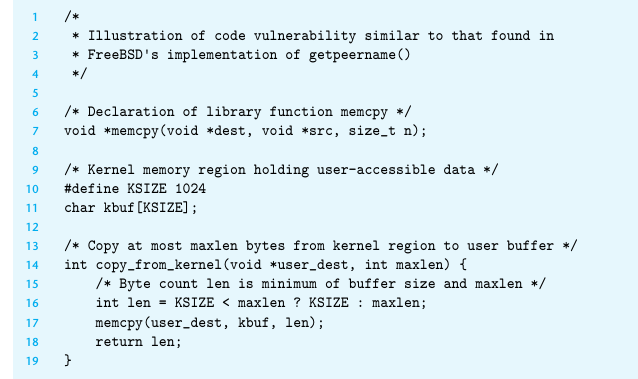 1 /*
2  * Illustration of code vulnerability similar to that found in
3  * FreeBSD's implementation of getpeername()
4  */
5
6 /* Declaration of library function memcpy */
7 void *memcpy(void *dest, void *src, size_t n);
8
9 /* Kernel memory region holding user-accessible data */
10 #define KSIZE 1024
11 char kbuf[KSIZE];
12
13 /* Copy at most maxlen bytes from kernel region to user buffer */
14 int copy_from_kernel(void *user_dest, int maxlen) {
15     /* Byte count len is minimum of buffer size and maxlen */
16     int len = KSIZE < maxlen ? KSIZE : maxlen;
17     memcpy(user_dest, kbuf, len);
18     return len;
19 }